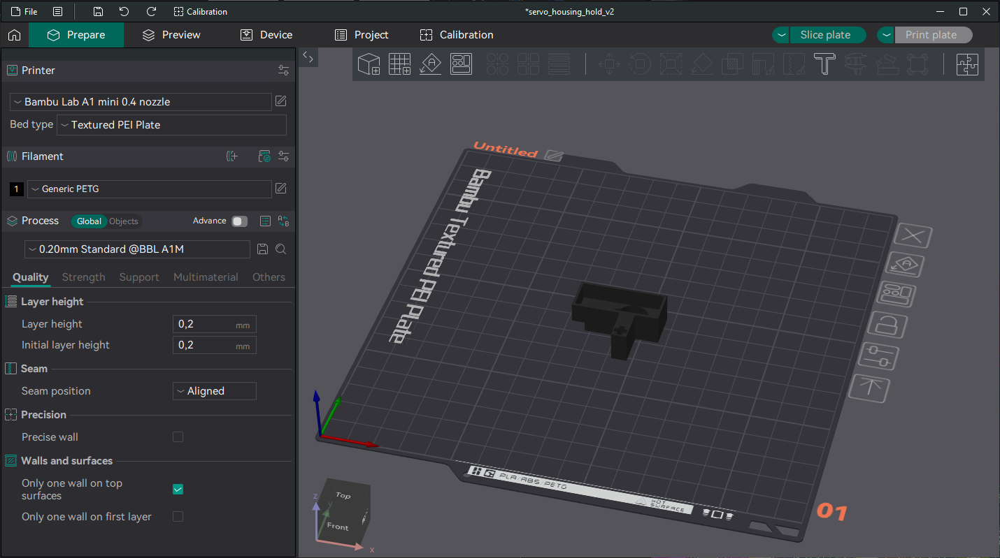 File
Calibration
*servo_housing_hold_v2
Prepare
Preview
Device
Project
Calibration
Slice plate
Print plate
Printer
Bambu Lab A1 mini 0.4 nozzle
Bed type
Textured PEI Plate
Filament
1
Generic PETG
Process
Global
Objects
Advance
0.20mm Standard @BBL A1M
Quality
Strength
Support
Multimaterial
Others
Layer height
Layer height
0,2
mm
Initial layer height
0,2
mm
Seam
Seam position
Aligned
Precision
Precise wall
Walls and surfaces
Only one wall on top
surfaces
Only one wall on first layer
Untitled
Bambu Textured PEI Plate
PLA/ABS/PETG
HOT
SURFACE
01
Top
Front
z
y
x